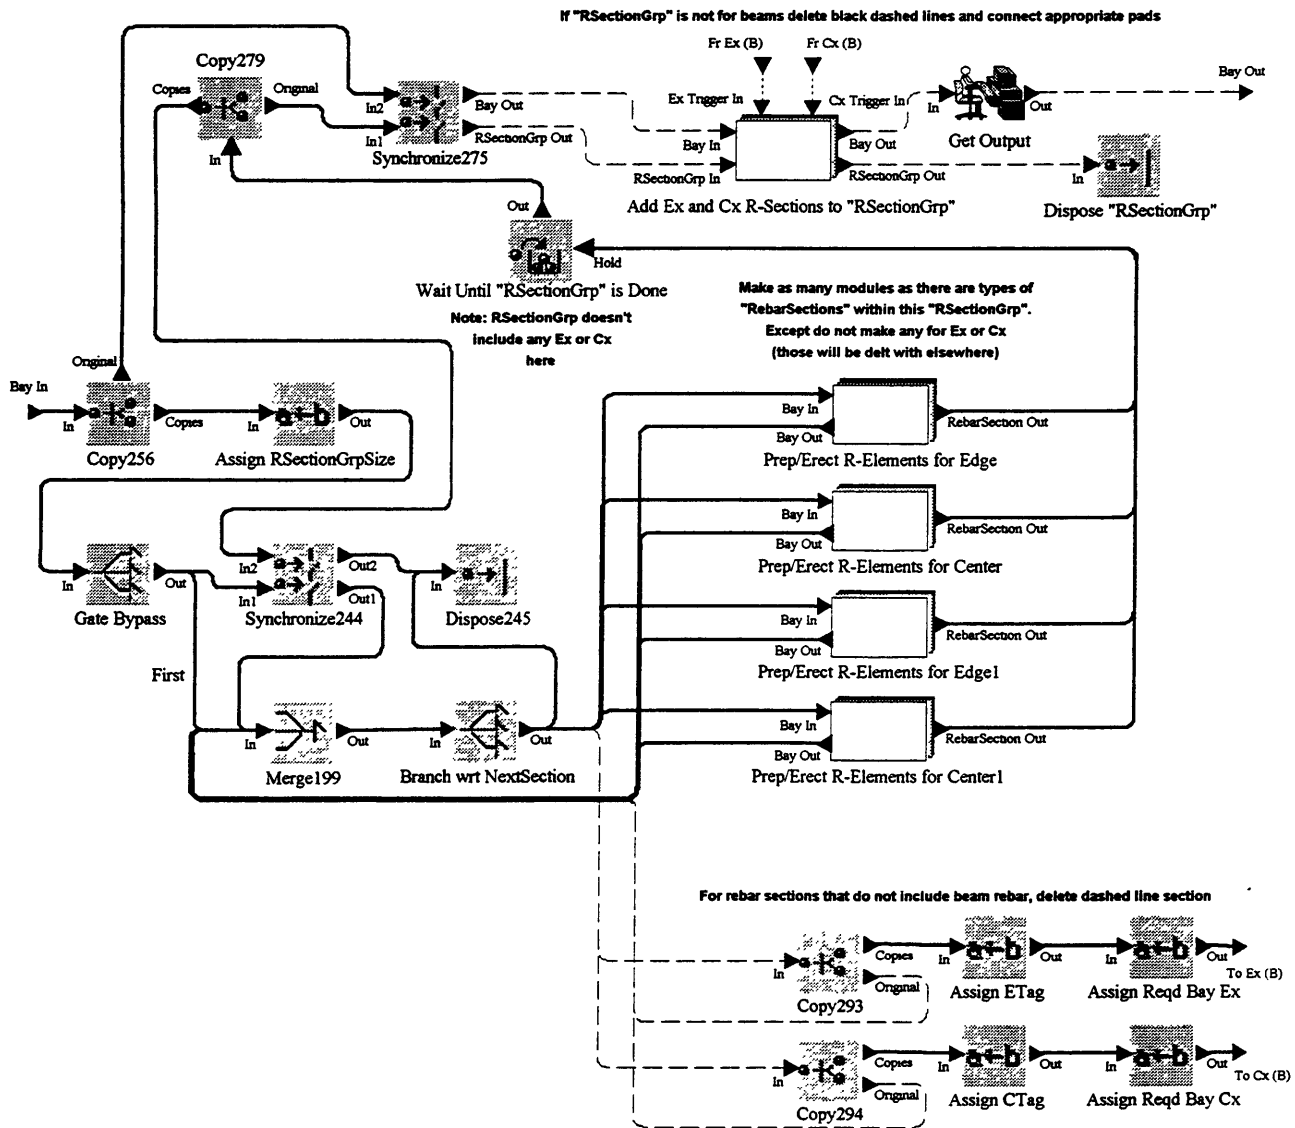 If "RSectionGrp" is not for beams delete black dashed lines and connect appropriate pads
Fr Ex (B)
Fr Cx (B)
Copy279
Copies
Original
In
In2
In1
Bay Out
RSectionGrp Out
Synchronize275
Ex Trigger In
Cx Trigger In
Bay In
RSectionGrp In
Bay Out
RSectionGrp Out
Add Ex and Cx R-Sections to "RSectionGrp"
In
Out
Get Output
Bay Out
In
Dispose "RSectionGrp"
Out
Hold
Wait Until "RSectionGrp" is Done
Note: RSectionGrp doesn't
include any Ex or Cx
here
Make as many modules as there are types of
"RebarSections" within this "RSectionGrp".
Except do not make any for Ex or Cx
(those will be delt with elsewhere)
Bay In
Original
In
Copies
Copy256
In
a←b
Out
Assign RSectionGrpSize
Bay In
Bay Out
RebarSection Out
Prep/Erect R-Elements for Edge
Bay In
Bay Out
RebarSection Out
Prep/Erect R-Elements for Center
In
Out
Gate Bypass
In2
In1
Out2
Out1
Synchronize244
In
Dispose245
Bay In
Bay Out
RebarSection Out
Prep/Erect R-Elements for Edge1
First
In
Out
Merge199
In
Out
Branch wrt NextSection
Bay In
Bay Out
RebarSection Out
Prep/Erect R-Elements for Center1
For rebar sections that do not include beam rebar, delete dashed line section
In
Copies
Original
Copy293
In
a←b
Out
Assign ETag
In
a←b
Out
Assign Reqd Bay Ex
To Ex (B)
In
Copies
Original
Copy294
In
a←b
Out
Assign CTag
In
a←b
Out
Assign Reqd Bay Cx
To Cx (B)